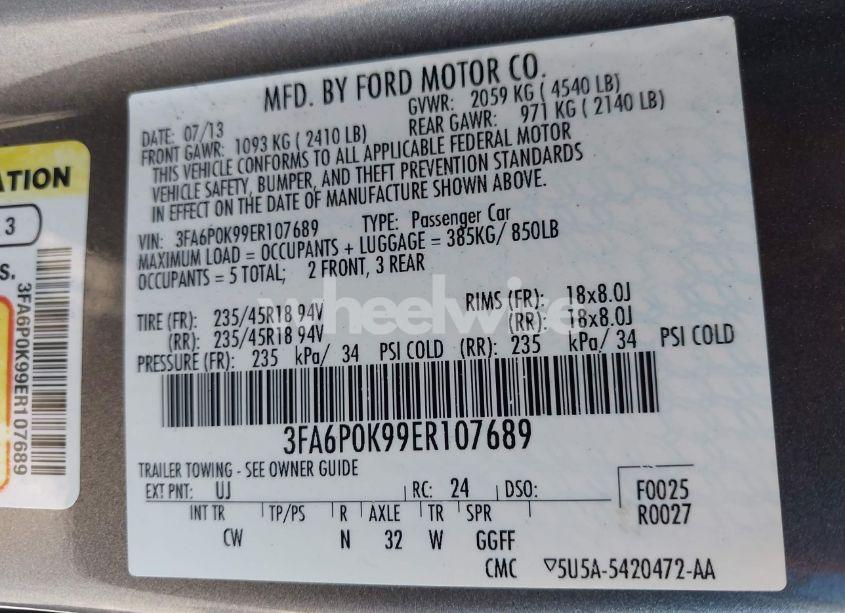 MFD. BY FORD MOTOR CO.
DATE: 07/13 GVWR: 2059 KG ( 4540 LB)
FRONT GAWR: 1093 KG ( 2410 LB) REAR GAWR: 971 KG ( 2140 LB)
THIS VEHICLE CONFORMS TO ALL APPLICABLE FEDERAL MOTOR
VEHICLE SAFETY, BUMPER, AND THEFT PREVENTION STANDARDS
IN EFFECT ON THE DATE OF MANUFACTURE SHOWN ABOVE.
VIN: 3FA6P0K99ER107689 TYPE: Passenger Car
MAXIMUM LOAD = OCCUPANTS + LUGGAGE = 385KG/ 850LB
OCCUPANTS = 5 TOTAL; 2 FRONT, 3 REAR
TIRE (FR): 235/45R18 94V RIMS (FR): 18x8.0J
(RR): 235/45R18 94V (RR): 18x8.0J
PRESSURE (FR): 235 kPa/ 34 PSI COLD (RR): 235 kPa/ 34 PSI COLD
3FA6P0K99ER107689
TRAILER TOWING - SEE OWNER GUIDE
EXT PNT: UJ RC: 24 DSO: F0025
INT TR TP/PS R AXLE TR SPR R0027
CW N 32 W GGFF
CMC ▽5U5A-5420472-AA
ATION
3
S.
3FA6P0K99ER107689
wheelwire